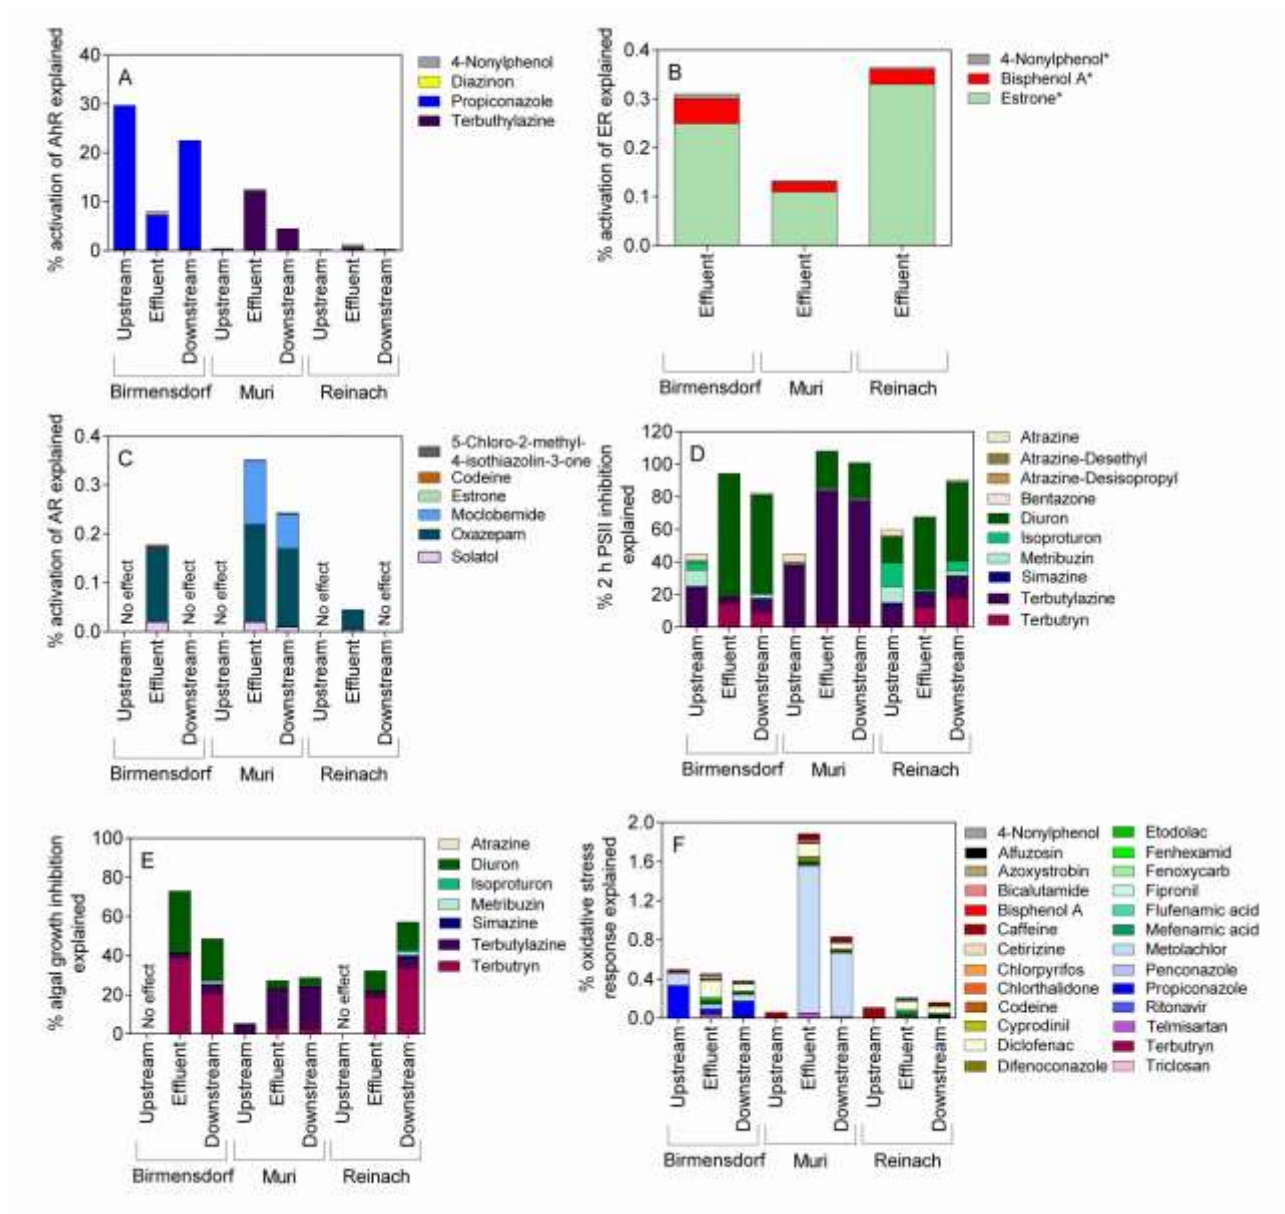 A
% activation of AhR explained
40
30
20
10
0
4-Nonylphenol
Diazinon
Propiconazole
Terbuthylazine
Upstream
Effluent
Downstream
Upstream
Effluent
Downstream
Upstream
Effluent
Downstream
Birmensdorf
Muri
Reinach
B
% activation of ER explained
0.4
0.3
0.2
0.1
0.0
4-Nonylphenol*
Bisphenol A*
Estrone*
Effluent
Effluent
Effluent
Birmensdorf
Muri
Reinach
C
% activation of AR explained
0.4
0.3
0.2
0.1
0.0
5-Chloro-2-methyl-
4-isothiazolin-3-one
Codeine
Estrone
Moclobemide
Oxazepam
Solatol
No effect
No effect
No effect
No effect
No effect
Upstream
Effluent
Downstream
Upstream
Effluent
Downstream
Upstream
Effluent
Downstream
Birmensdorf
Muri
Reinach
D
% 2 h PSII inhibition
explained
120
100
80
60
40
20
0
Atrazine
Atrazine-Desethyl
Atrazine-Desisopropyl
Bentazone
Diuron
Isoproturon
Metribuzin
Simazine
Terbutylazine
Terbutryn
Upstream
Effluent
Downstream
Upstream
Effluent
Downstream
Upstream
Effluent
Downstream
Birmensdorf
Muri
Reinach
E
% algal growth inhibition
explained
100
80
60
40
20
0
Atrazine
Diuron
Isoproturon
Metribuzin
Simazine
Terbutylazine
Terbutryn
No effect
No effect
Upstream
Effluent
Downstream
Upstream
Effluent
Downstream
Upstream
Effluent
Downstream
Birmensdorf
Muri
Reinach
F
% oxidative stress
response explained
2.0
1.6
1.2
0.8
0.4
0.0
4-Nonylphenol
Alfuzosin
Azoxystrobin
Bicalutamide
Bisphenol A
Caffeine
Cetirizine
Chlorpyrifos
Chlorthalidone
Codeine
Cyprodinil
Diclofenac
Difenoconazole
Etodolac
Fenhexamid
Fenoxycarb
Fipronil
Flufenamic acid
Mefenamic acid
Metolachlor
Penconazole
Propiconazole
Ritonavir
Telmisartan
Terbutryn
Triclosan
Upstream
Effluent
Downstream
Upstream
Effluent
Downstream
Upstream
Effluent
Downstream
Birmensdorf
Muri
Reinach